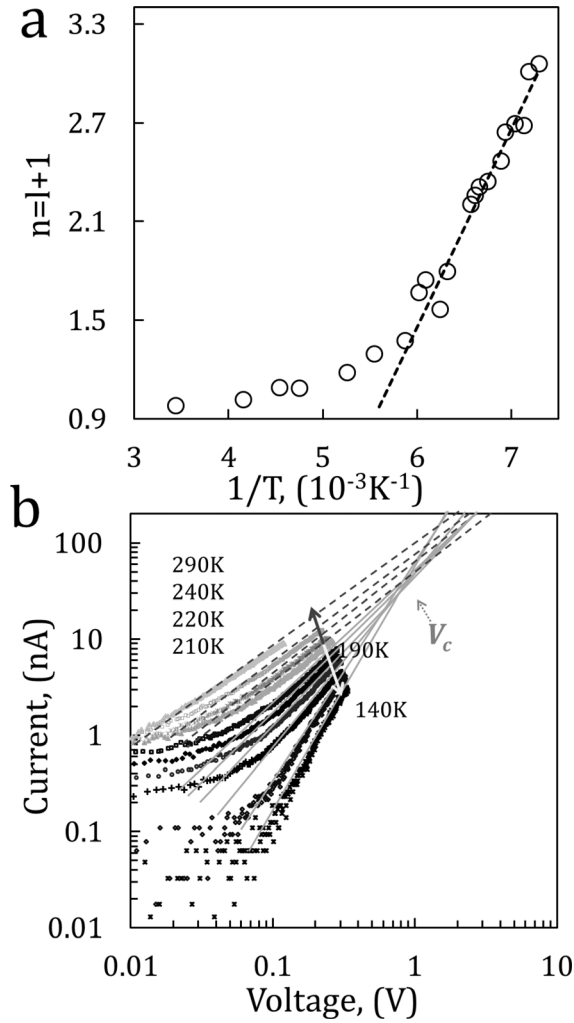 a
3.3
2.7
2.1
1.5
0.9
n=l+1
3 4 5 6 7
1/T, (10⁻³K⁻¹)
b
100
10
1
0.1
0.01
Current, (nA)
290K
240K
220K
210K
190K
140K
Vc
0.01 0.1 1 10
Voltage, (V)